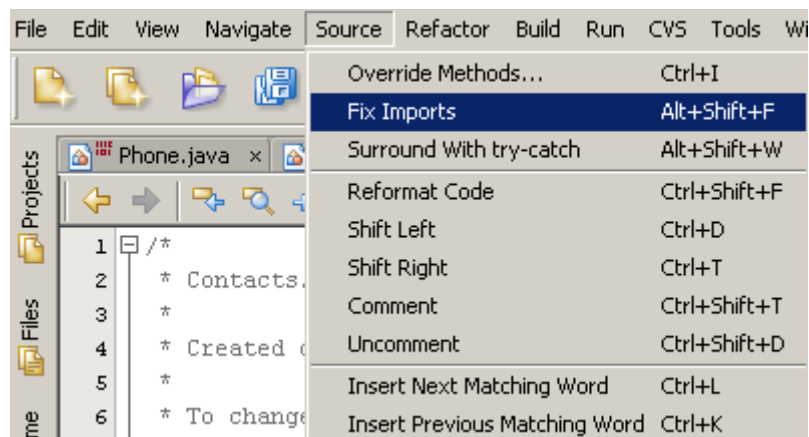 File Edit View Navigate Source Refactor Build Run CVS Tools
Override Methods... Ctrl+I
Fix Imports Alt+Shift+F
Surround With try-catch Alt+Shift+W
Reformat Code Ctrl+Shift+F
Shift Left Ctrl+D
Shift Right Ctrl+T
Comment Ctrl+Shift+T
Uncomment Ctrl+Shift+D
Insert Next Matching Word Ctrl+L
Insert Previous Matching Word Ctrl+K
Projects
Files
Phone.java ×
1 /*
2 * Contacts.
3 *
4 * Created
5 *
6 * To change